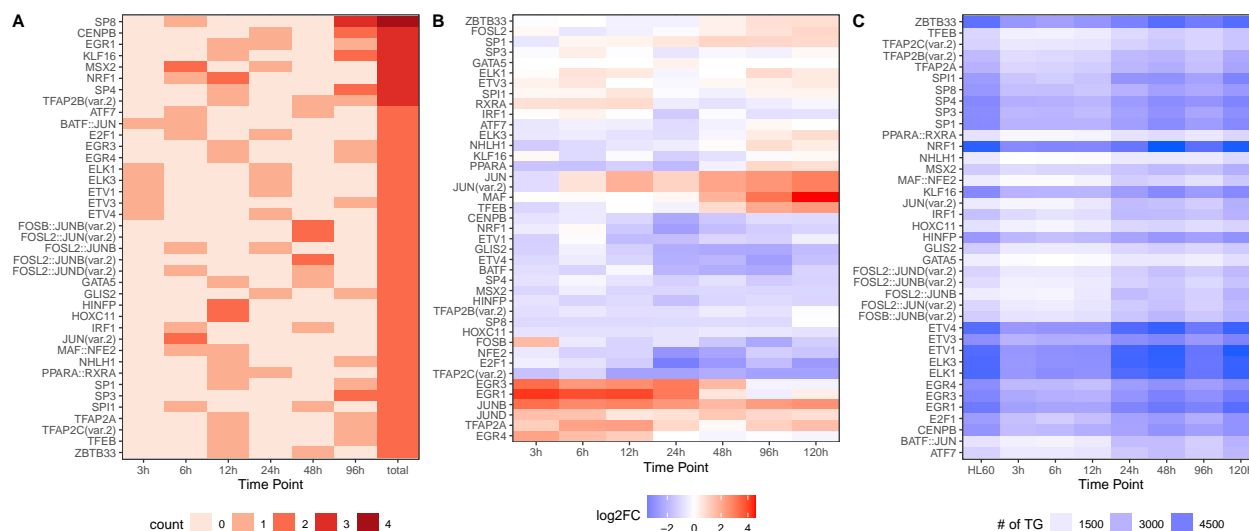 A
SP8
CENPB
EGR1
KLF16
MSX2
NRF1
SP4
TFAP2B(var.2)
ATF7
BATF::JUN
E2F1
EGR3
EGR4
ELK1
ELK3
ETV1
ETV3
ETV4
FOSB::JUNB(var.2)
FOSL2::JUN(var.2)
FOSL2::JUNB
FOSL2::JUNB(var.2)
FOSL2::JUND(var.2)
GATA5
GLIS2
HINFP
HOXC11
IRF1
JUN(var.2)
MAF::NFE2
NHLH1
PPARA::RXRA
SP1
SP3
SPI1
TFAP2A
TFAP2C(var.2)
TFEB
ZBTB33
3h 6h 12h 24h 48h 96h total
Time Point
count 0 1 2 3 4
B
ZBTB33
FOSL2
SP1
SP3
GATA5
ELK1
ETV3
SPI1
RXRA
IRF1
ATF7
ELK3
NHLH1
KLF16
PPARA
JUN
JUN(var.2)
MAF
TFEB
CENPB
NRF1
ETV1
GLIS2
ETV4
BATF
SP4
MSX2
HINFP
TFAP2B(var.2)
SP8
HOXC11
FOSB
NFE2
E2F1
TFAP2C(var.2)
EGR3
EGR1
JUNB
JUND
TFAP2A
EGR4
3h 6h 12h 24h 48h 96h 120h
Time Point
log2FC −2 0 2 4
C
ZBTB33
TFEB
TFAP2C(var.2)
TFAP2B(var.2)
TFAP2A
SPI1
SP8
SP4
SP3
SP1
PPARA::RXRA
NRF1
NHLH1
MSX2
MAF::NFE2
KLF16
JUN(var.2)
IRF1
HOXC11
HINFP
GLIS2
GATA5
FOSL2::JUND(var.2)
FOSL2::JUNB(var.2)
FOSL2::JUNB
FOSL2::JUN(var.2)
FOSB::JUNB(var.2)
ETV4
ETV3
ETV1
ELK3
ELK1
EGR4
EGR3
EGR1
E2F1
CENPB
BATF::JUN
ATF7
HL60 3h 6h 12h 24h 48h 96h 120h
Time Point
# of TG 1500 3000 4500